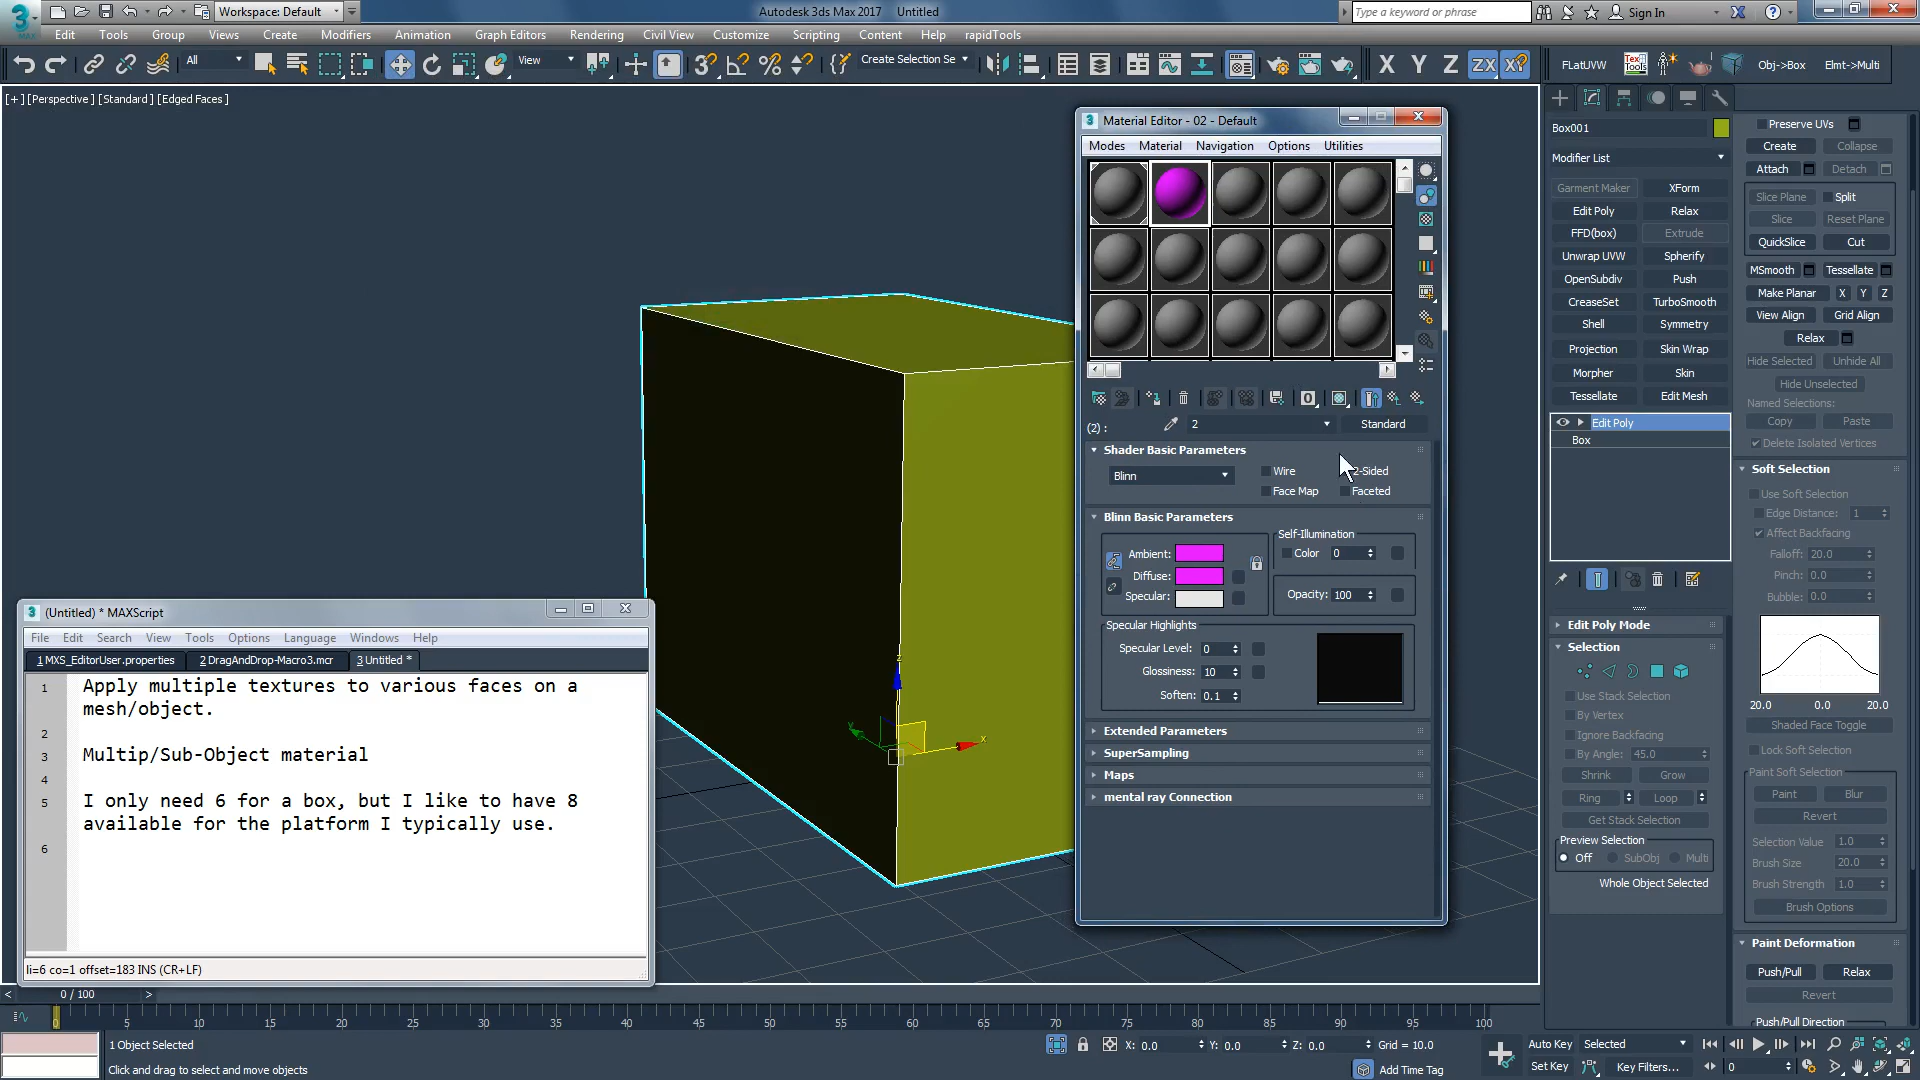 Workspace: Default
Autodesk 3ds Max 2017 Untitled
Type a keyword or phrase
Sign In
Edit Tools Group Views Create Modifiers Animation Graph Editors Rendering Civil View Customize Scripting Content Help rapidTools
All View Create Selection Se X Y Z ZX FLatUVW Obj->Box Elmt->Multi
[+] [Perspective] [Standard] [Edged Faces]
Material Editor - 02 - Default
Modes Material Navigation Options Utilities
(2) : 2 Standard
Shader Basic Parameters
Blinn
Wire 2-Sided
Face Map Faceted
Blinn Basic Parameters
Self-Illumination
Ambient: Color 0
Diffuse:
Specular: Opacity: 100
Specular Highlights
Specular Level: 0
Glossiness: 10
Soften: 0.1
Extended Parameters
SuperSampling
Maps
mental ray Connection
Box001
Modifier List
Garment Maker XForm
Edit Poly Relax
FFD(box) Extrude
Unwrap UVW Spherify
OpenSubdiv Push
CreaseSet TurboSmooth
Shell Symmetry
Projection Skin Wrap
Morpher Skin
Tessellate Edit Mesh
Edit Poly
Box
Edit Poly Mode
Selection
Use Stack Selection
By Vertex
Ignore Backfacing
By Angle: 45.0
Shrink Grow
Ring Loop
Get Stack Selection
Preview Selection
Off SubObj Multi
Whole Object Selected
Preserve UVs
Create Collapse
Attach Detach
Slice Plane Split
Slice Reset Plane
QuickSlice Cut
MSmooth Tessellate
Make Planar X Y Z
View Align Grid Align
Relax
Hide Selected Unhide All
Hide Unselected
Named Selections:
Copy Paste
Delete Isolated Vertices
Soft Selection
Use Soft Selection
Edge Distance: 1
Affect Backfacing
Falloff: 20.0
Pinch: 0.0
Bubble: 0.0
20.0 0.0 20.0
Shaded Face Toggle
Lock Soft Selection
Paint Soft Selection
Paint Blur
Revert
Selection Value 1.0
Brush Size 20.0
Brush Strength 1.0
Brush Options
Paint Deformation
Push/Pull Relax
Revert
Push/Pull Direction
(Untitled) * MAXScript
File Edit Search View Tools Options Language Windows Help
1 MXS_EditorUser.properties 2 DragAndDrop-Macro3.mcr 3 Untitled *
1 Apply multiple textures to various faces on a
mesh/object.
2
3 Multip/Sub-Object material
4
5 I only need 6 for a box, but I like to have 8
available for the platform I typically use.
6
li=6 co=1 offset=183 INS (CR+LF)
< 0 / 100 >
0 5 10 15 20 25 30 35 40 45 50 55 60 65 70 75 80 85 90 95 100
1 Object Selected X: 0.0 Y: 0.0 Z: 0.0 Grid = 10.0 Auto Key Selected
Click and drag to select and move objects Add Time Tag Set Key Key Filters... 0